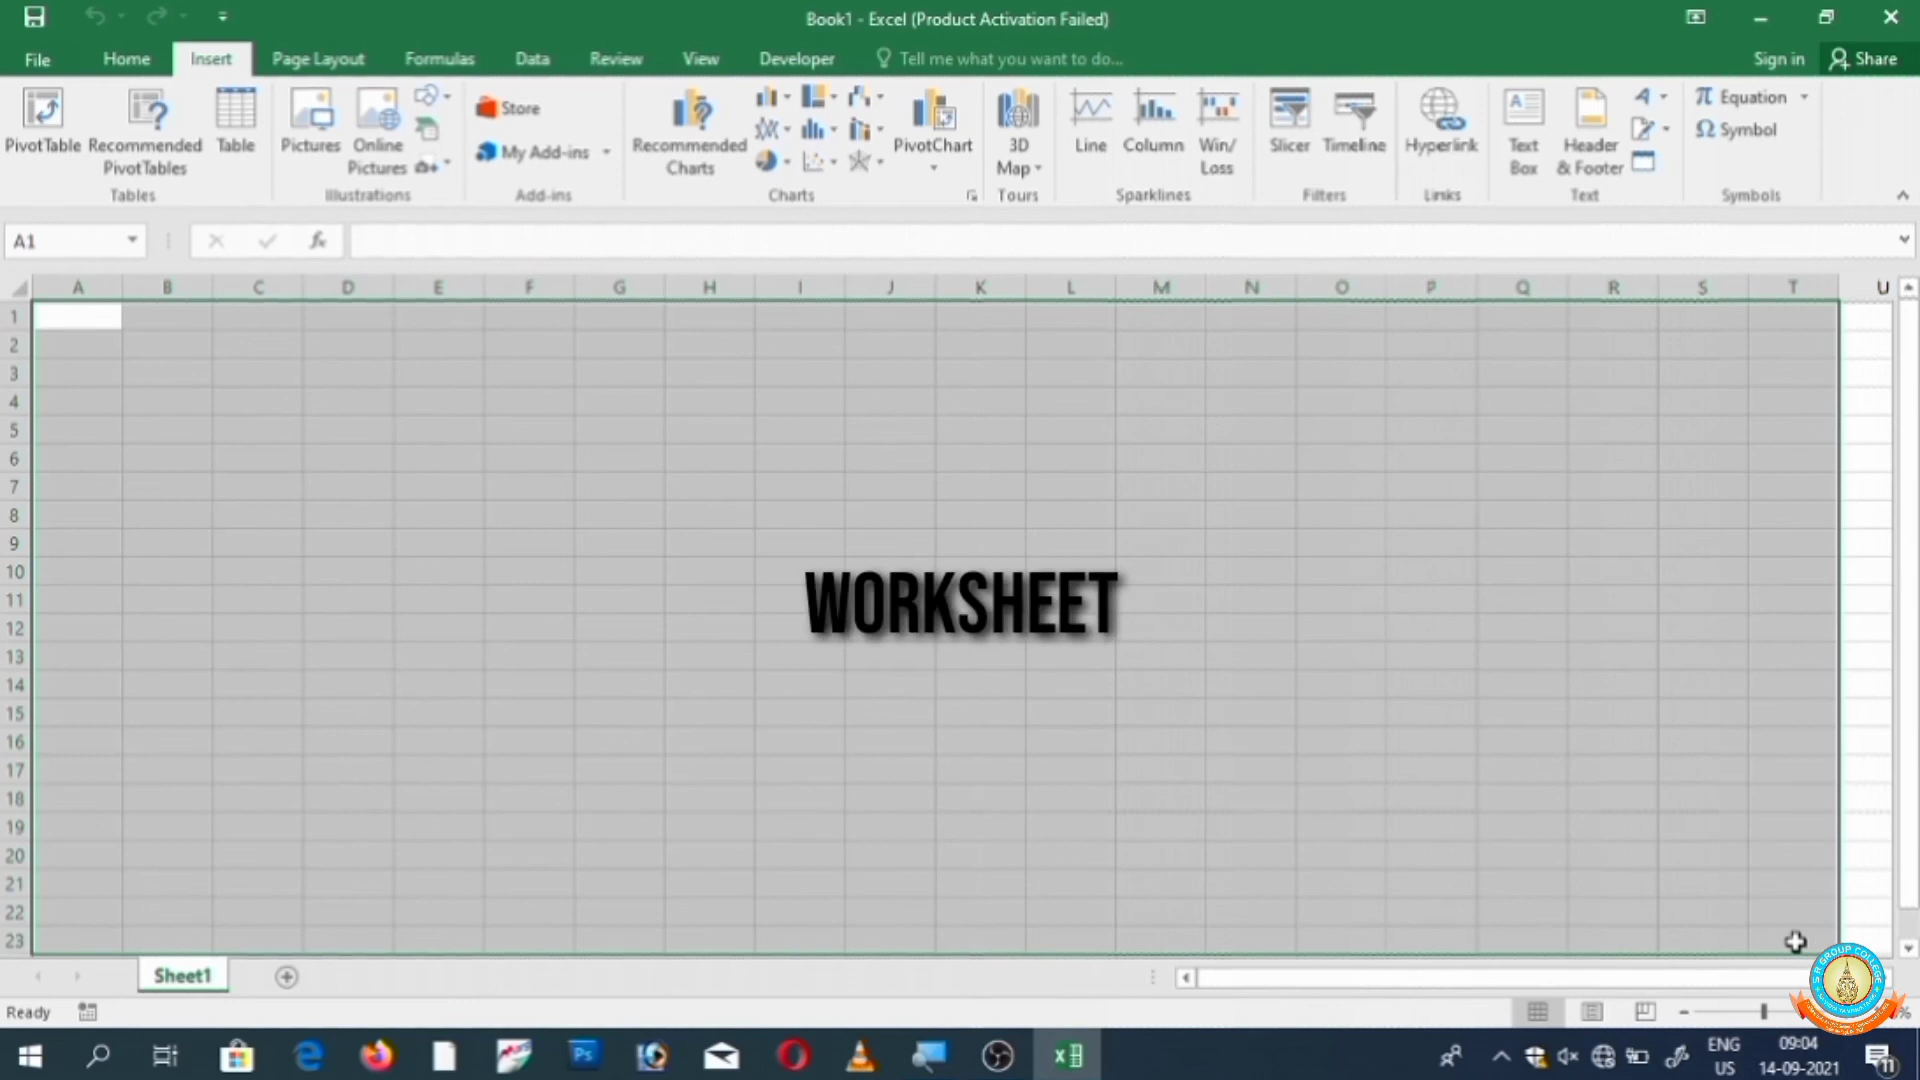 Book1 - Excel (Product Activation Failed)
File Home Insert Page Layout Formulas Data Review View Developer Tell me what you want to do... Sign in Share
PivotTable Recommended PivotTables Table
Tables
Pictures Online Pictures
Illustrations
Store
My Add-ins
Add-ins
Recommended Charts
PivotChart
Charts
3D Map
Tours
Line Column Win/Loss
Sparklines
Slicer Timeline
Filters
Hyperlink
Links
Text Box Header & Footer
Text
Equation
Symbol
Symbols
A1 fx
A B C D E F G H I J K L M N O P Q R S T U
1
2
3
4
5
6
7
8
9
10
11
12
13
14
15
16
17
18
19
20
21
22
23
WORKSHEET
Sheet1
Ready
S R GROUP COLLEGE
ENG
US
09:04
14-09-2021
11